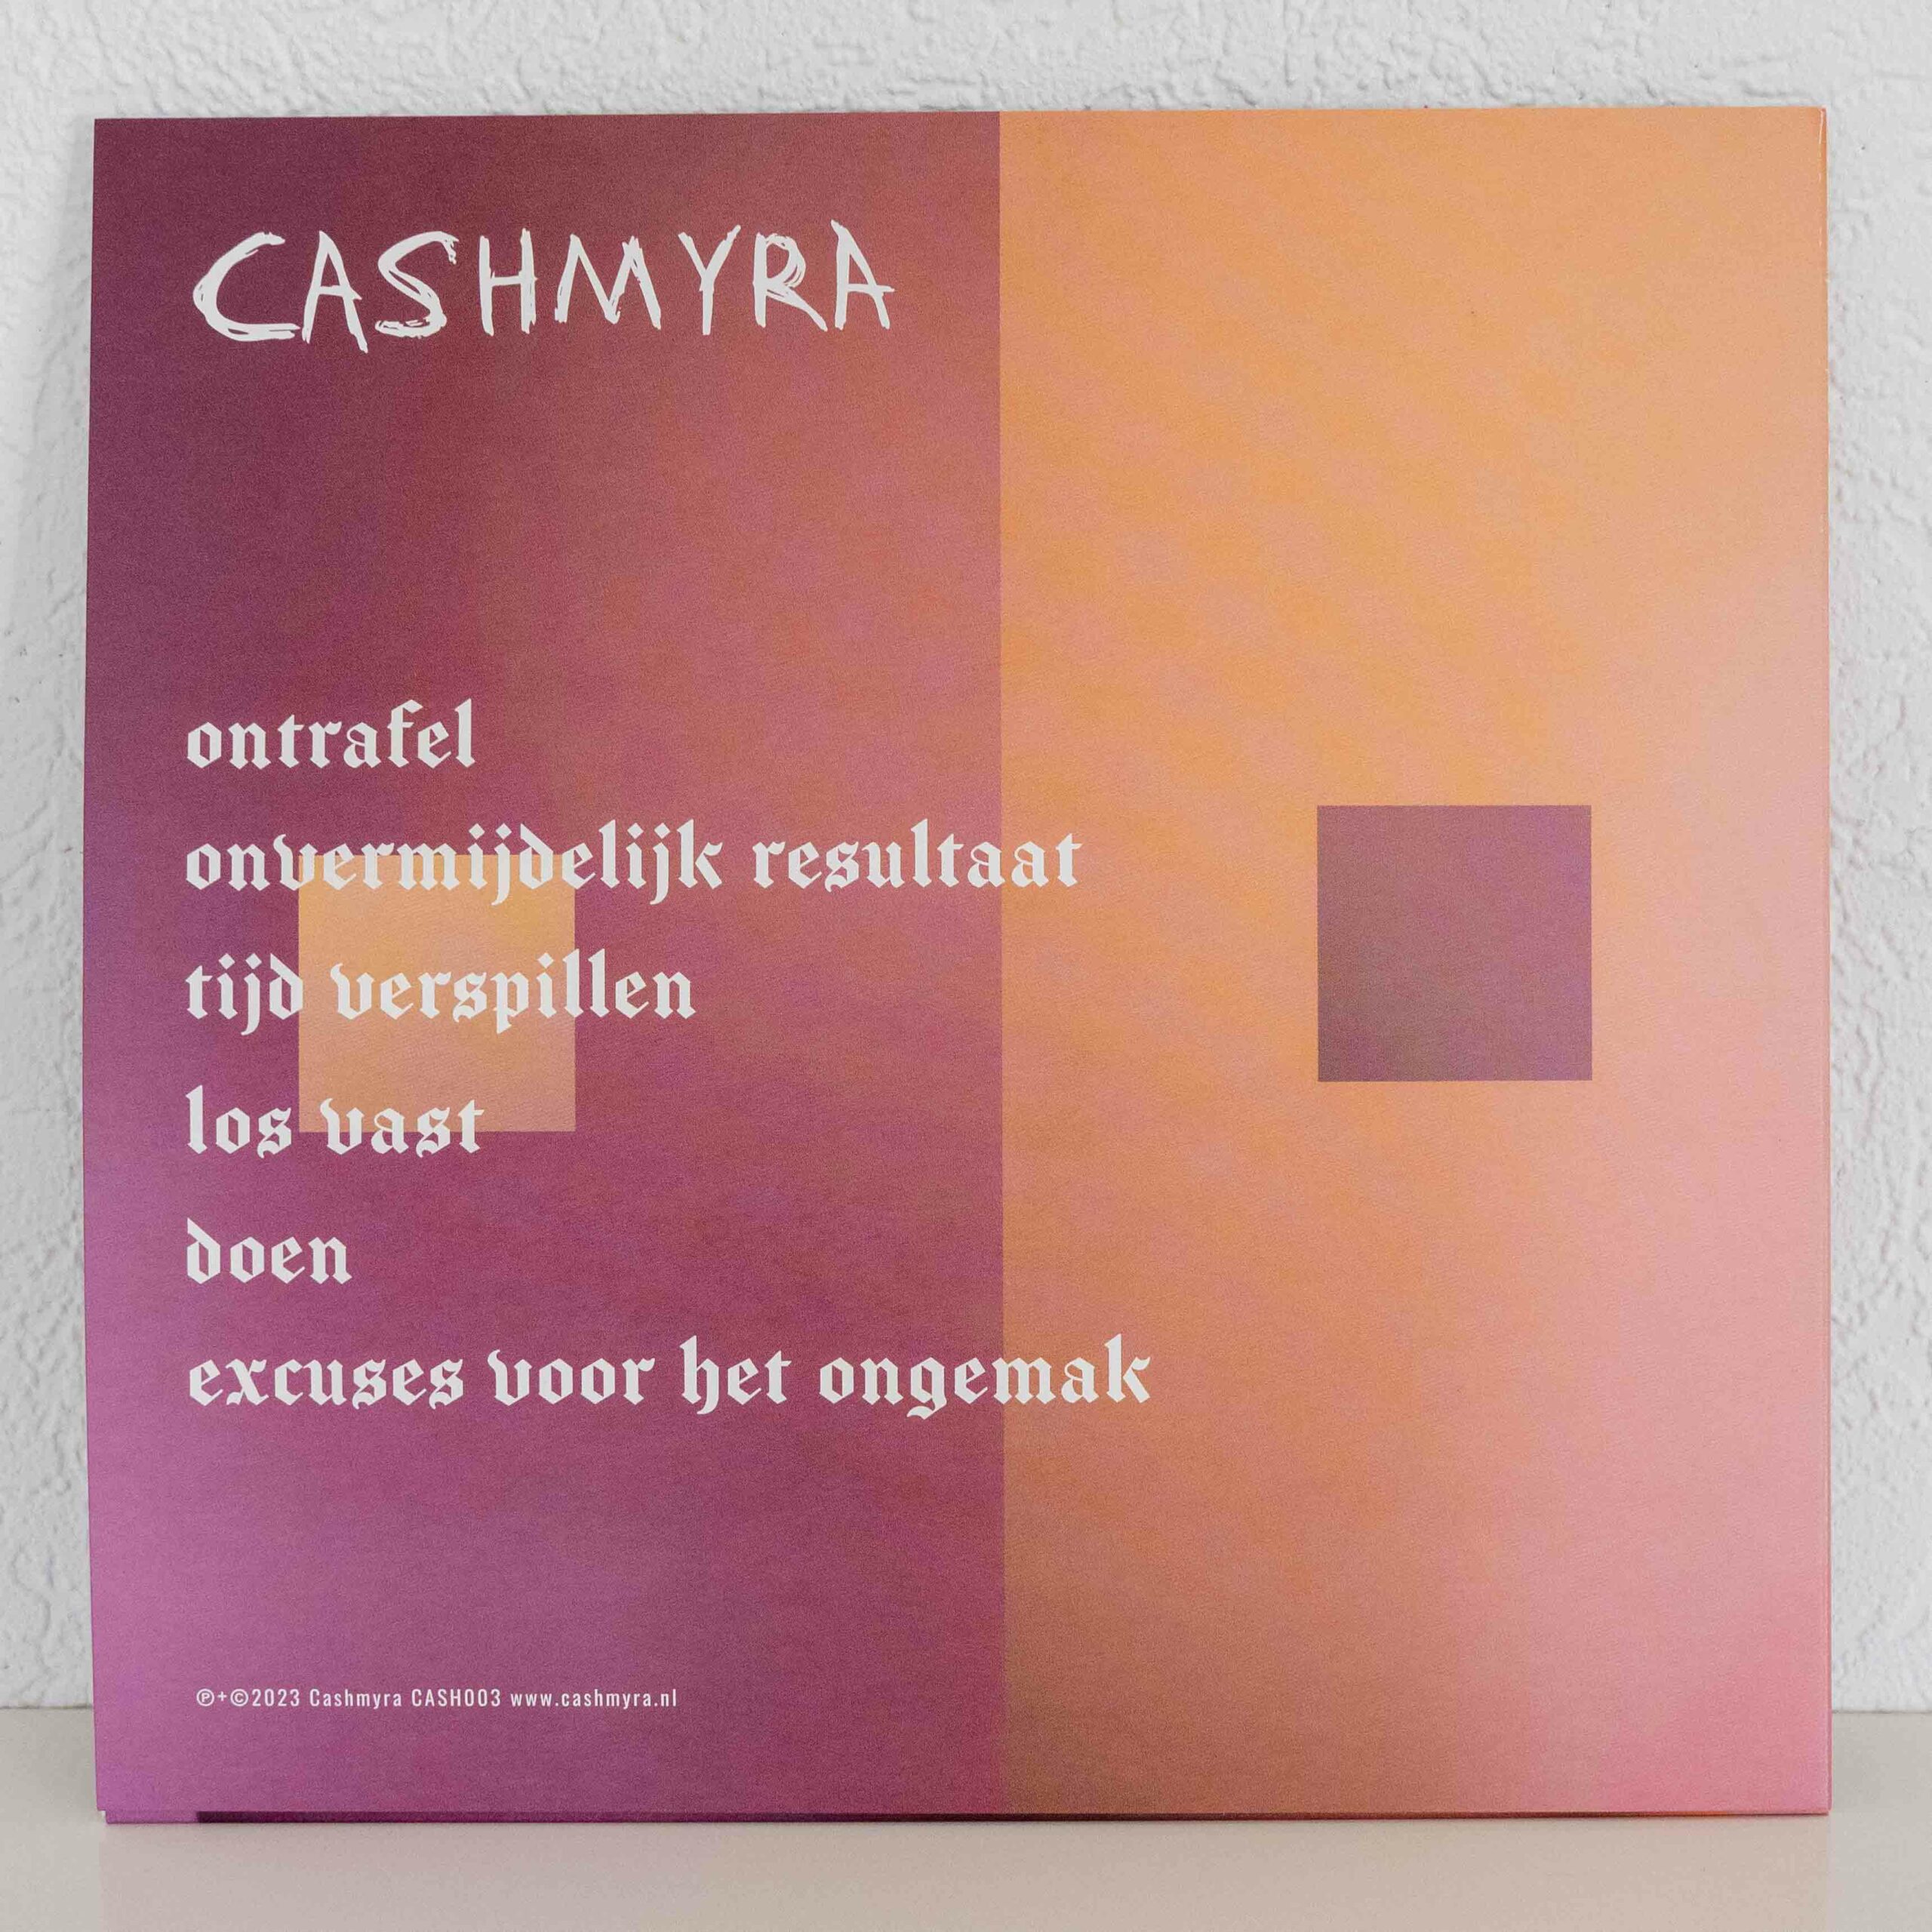 CASHMYRA
ontrafel
onvermijdelijk resultaat
tijd verspillen
los vast
doen
excuses voor het ongemak
℗+©2023 Cashmyra CASH003 www.cashmyra.nl